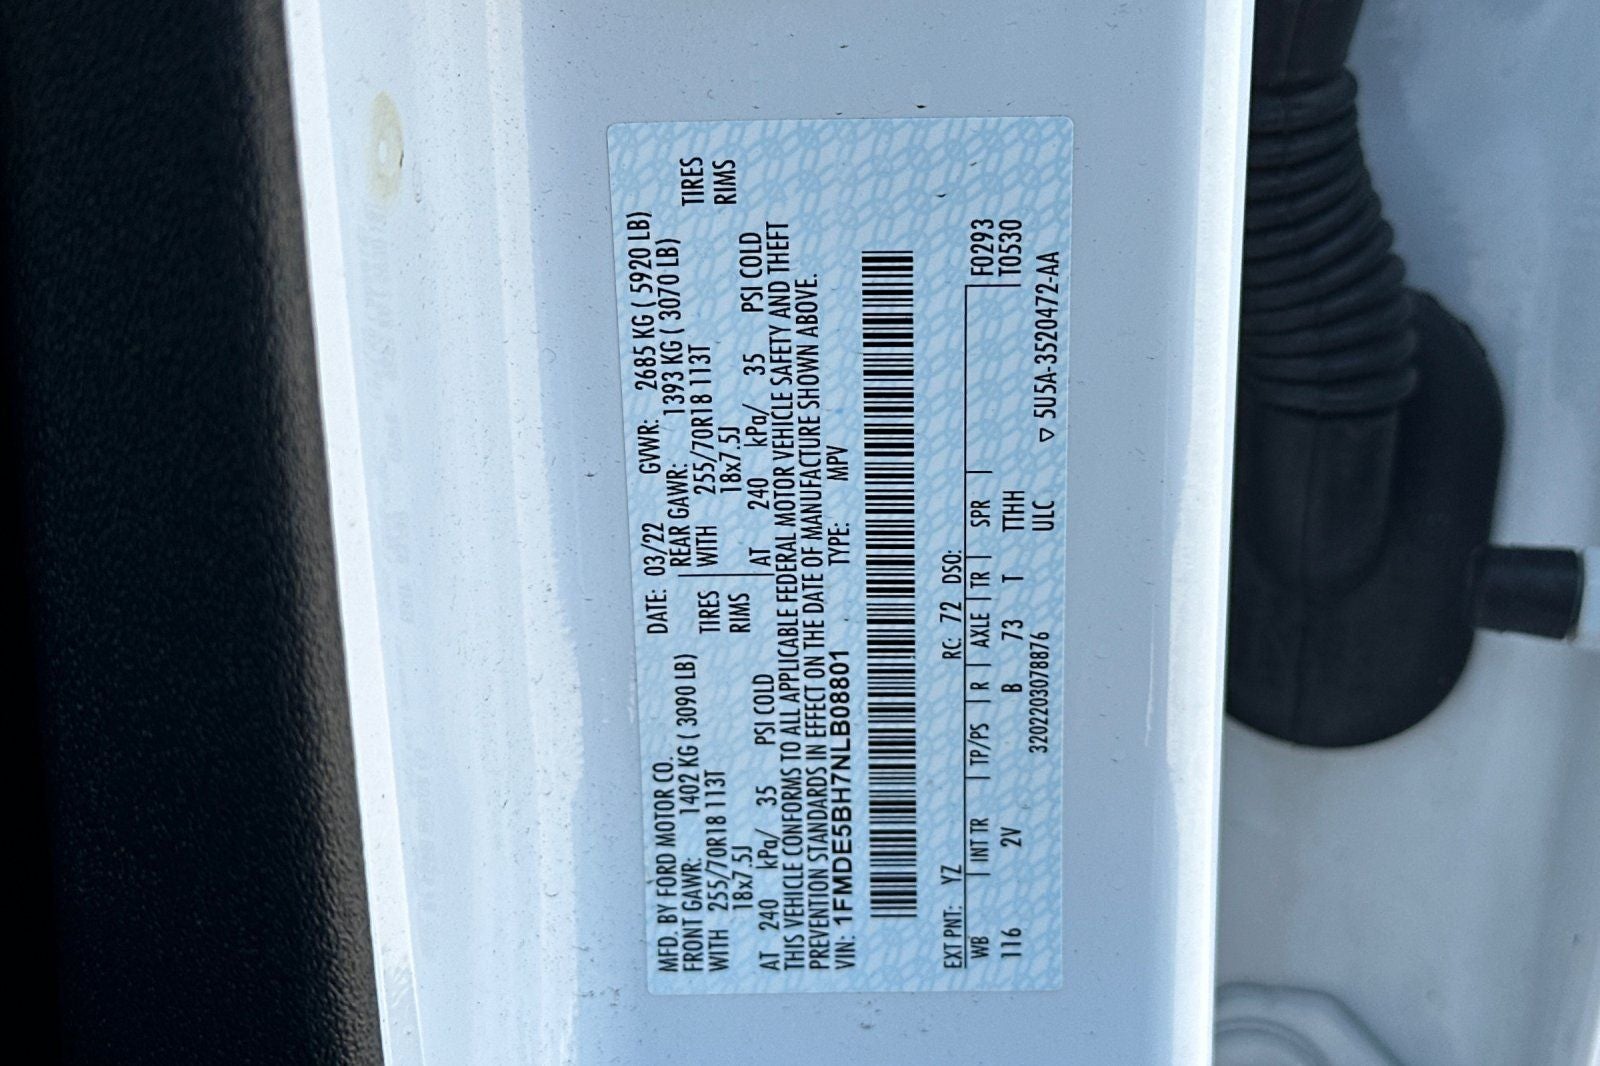 MFD. BY FORD MOTOR CO. DATE: 03/22 GVWR: 2685 KG ( 5920 LB)
FRONT GAWR: 1402 KG ( 3090 LB) REAR GAWR: 1393 KG ( 3070 LB)
WITH 255/70R18 113T TIRES WITH 255/70R18 113T TIRES
18x7.5J RIMS 18x7.5J RIMS
AT 240 kPa/ 35 PSI COLD AT 240 kPa/ 35 PSI COLD
THIS VEHICLE CONFORMS TO ALL APPLICABLE FEDERAL MOTOR VEHICLE SAFETY AND THEFT
PREVENTION STANDARDS IN EFFECT ON THE DATE OF MANUFACTURE SHOWN ABOVE.
VIN: 1FMDE5BH7NLB08801 TYPE: MPV
EXT PNT: YZ RC: 72 DSO:
WB | INT TR | TP/PS | R | AXLE | TR | SPR | F0293
116 2V B 73 T TTHH T0530
3202203078876 ULC ▽ 5U5A-3520472-AA